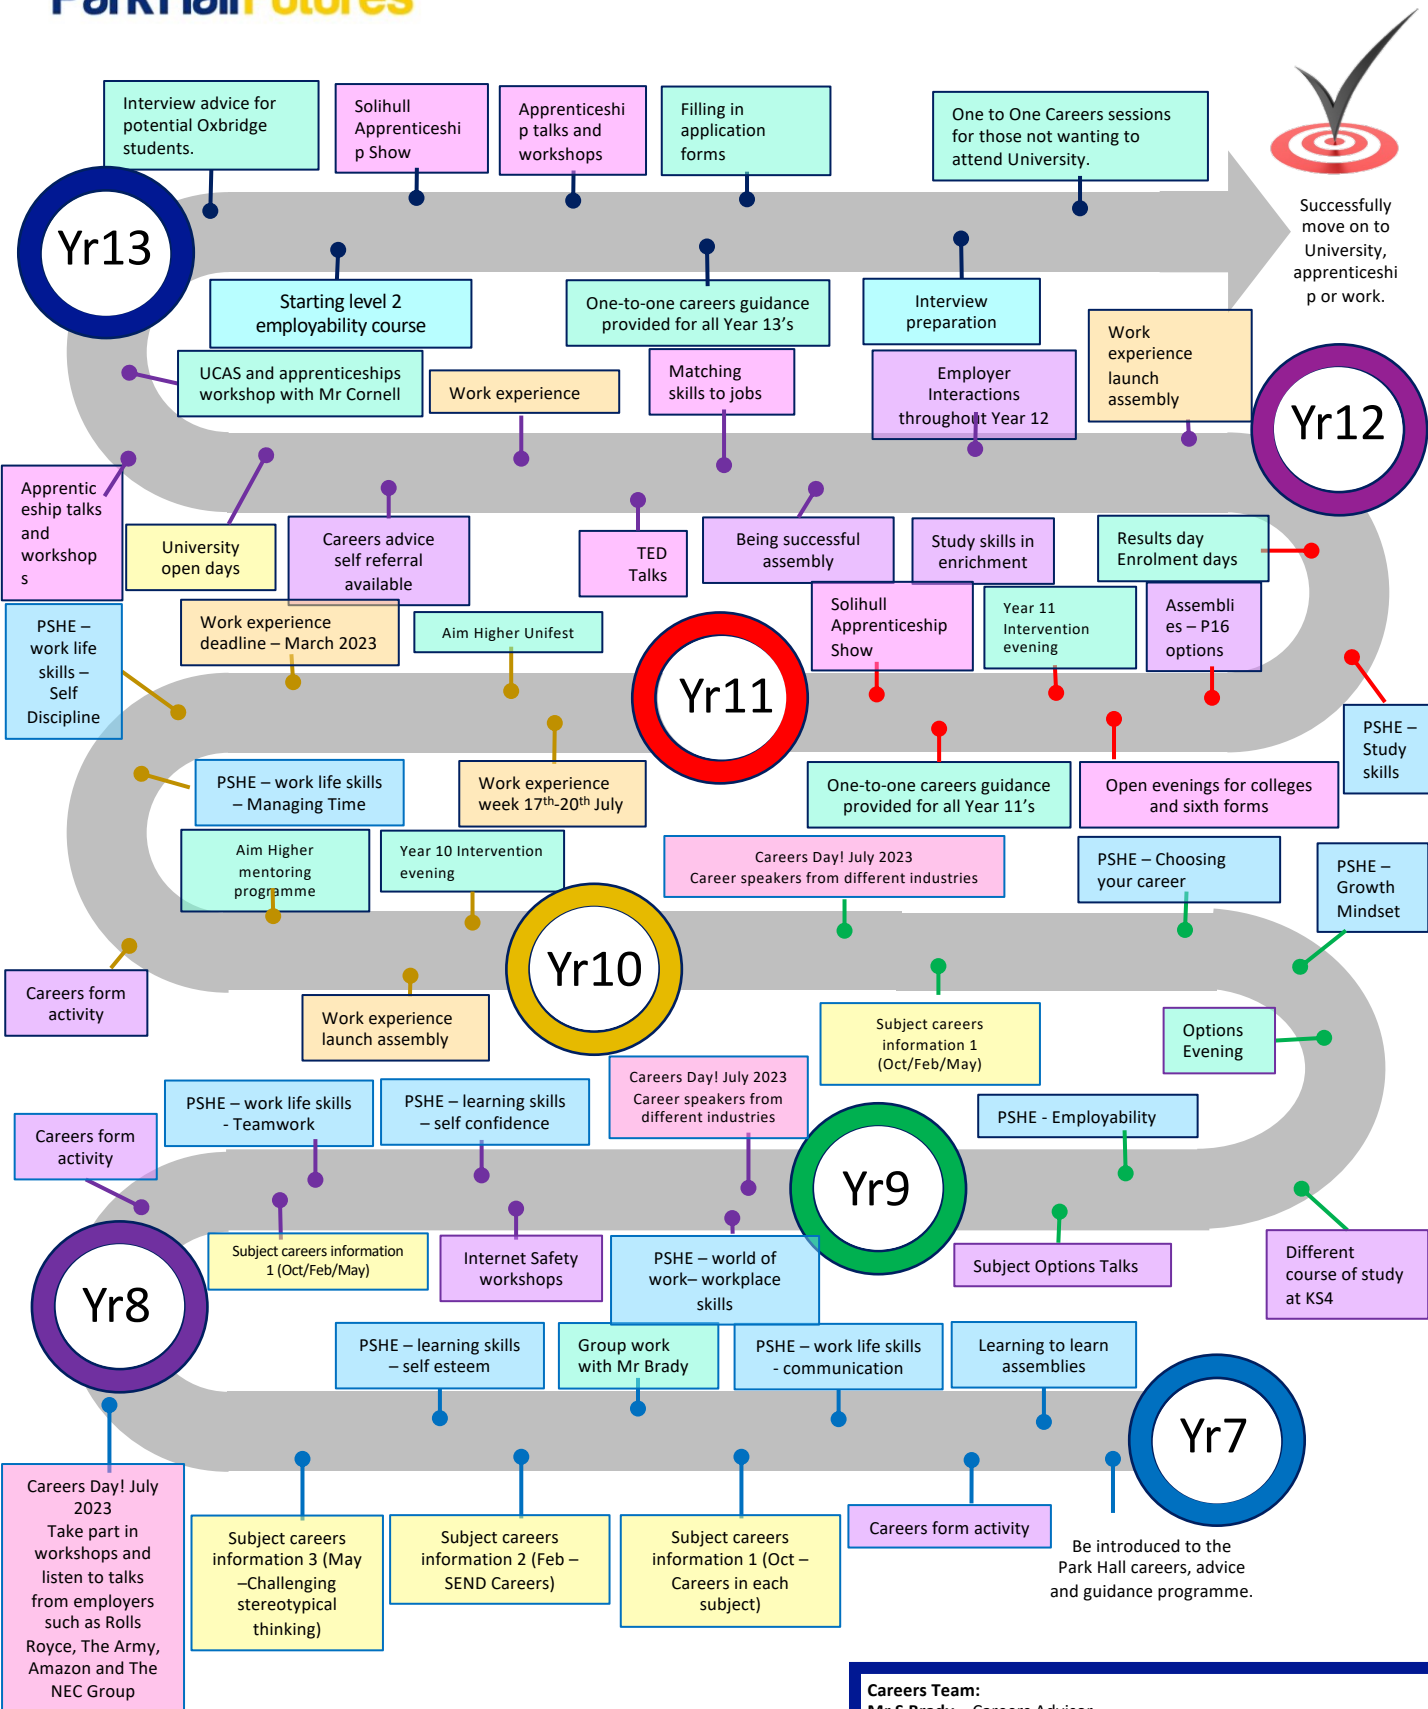 ParkHallFutures
Interview advice for
potential Oxbridge
students.
Solihull
Apprenticeshi
p Show
Apprenticeshi
p talks and
workshops
Filling in
application
forms
One to One Careers sessions
for those not wanting to
attend University.
Successfully
move on to
University,
apprenticeshi
p or work.
Yr13
Starting level 2
employability course
One-to-one careers guidance
provided for all Year 13's
Interview
preparation
Work
experience
launch
assembly
UCAS and apprenticeships
workshop with Mr Cornell
Work experience
Matching
skills to jobs
Employer
Interactions
throughout Year 12
Yr12
Apprentic
eship talks
and
workshop
s
University
open days
Careers advice
self referral
available
TED
Talks
Being successful
assembly
Study skills in
enrichment
Results day
Enrolment days
PSHE –
work life
skills –
Self
Discipline
Work experience
deadline – March 2023
Aim Higher Unifest
Yr11
Solihull
Apprenticeship
Show
Year 11
Intervention
evening
Assembli
es – P16
options
PSHE –
Study
skills
PSHE – work life skills
– Managing Time
Work experience
week 17th-20th July
One-to-one careers guidance
provided for all Year 11's
Open evenings for colleges
and sixth forms
Aim Higher
mentoring
programme
Year 10 Intervention
evening
Careers Day! July 2023
Career speakers from different industries
PSHE – Choosing
your career
PSHE –
Growth
Mindset
Yr10
Careers form
activity
Work experience
launch assembly
Subject careers
information 1
(Oct/Feb/May)
Options
Evening
Careers form
activity
PSHE – work life skills
- Teamwork
PSHE – learning skills
– self confidence
Careers Day! July 2023
Career speakers from
different industries
PSHE - Employability
Yr9
Subject careers information
1 (Oct/Feb/May)
Internet Safety
workshops
PSHE – world of
work– workplace
skills
Subject Options Talks
Different
course of study
at KS4
Yr8
PSHE – learning skills
– self esteem
Group work
with Mr Brady
PSHE – work life skills
- communication
Learning to learn
assemblies
Yr7
Careers Day! July
2023
Take part in
workshops and
listen to talks
from employers
such as Rolls
Royce, The Army,
Amazon and The
NEC Group
Subject careers
information 3 (May
–Challenging
stereotypical
thinking)
Subject careers
information 2 (Feb –
SEND Careers)
Subject careers
information 1 (Oct –
Careers in each
subject)
Careers form activity
Be introduced to the
Park Hall careers, advice
and guidance programme.
Careers Team:
Mr S Brady – Careers Advisor